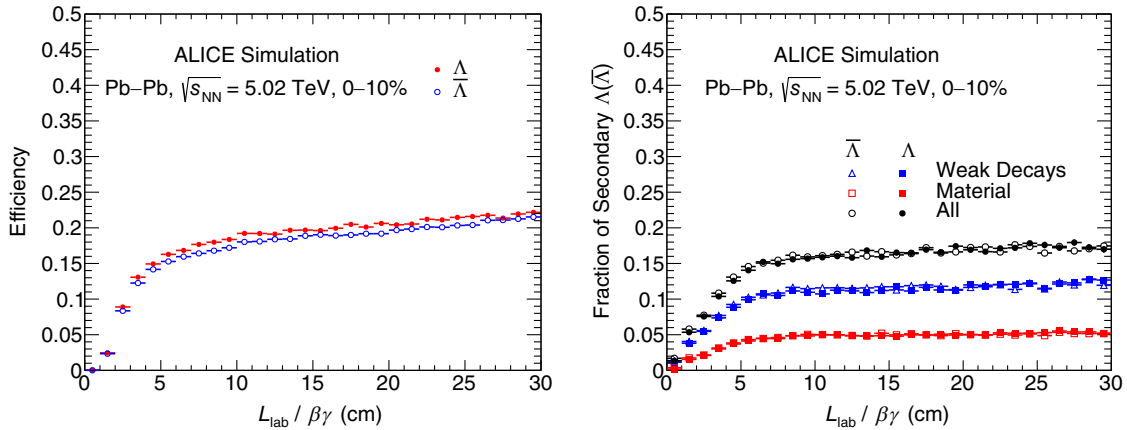 0.5
0.45
0.4
0.35
0.3
0.25
0.2
0.15
0.1
0.05
0
Efficiency
ALICE Simulation
Pb–Pb, √s_NN = 5.02 TeV, 0–10%
Λ
Λ̅
0 5 10 15 20 25 30
L_lab / βγ (cm)
0.5
0.45
0.4
0.35
0.3
0.25
0.2
0.15
0.1
0.05
0
Fraction of Secondary Λ(Λ̅)
ALICE Simulation
Pb–Pb, √s_NN = 5.02 TeV, 0–10%
Λ̅ Λ
Weak Decays
Material
All
0 5 10 15 20 25 30
L_lab / βγ (cm)